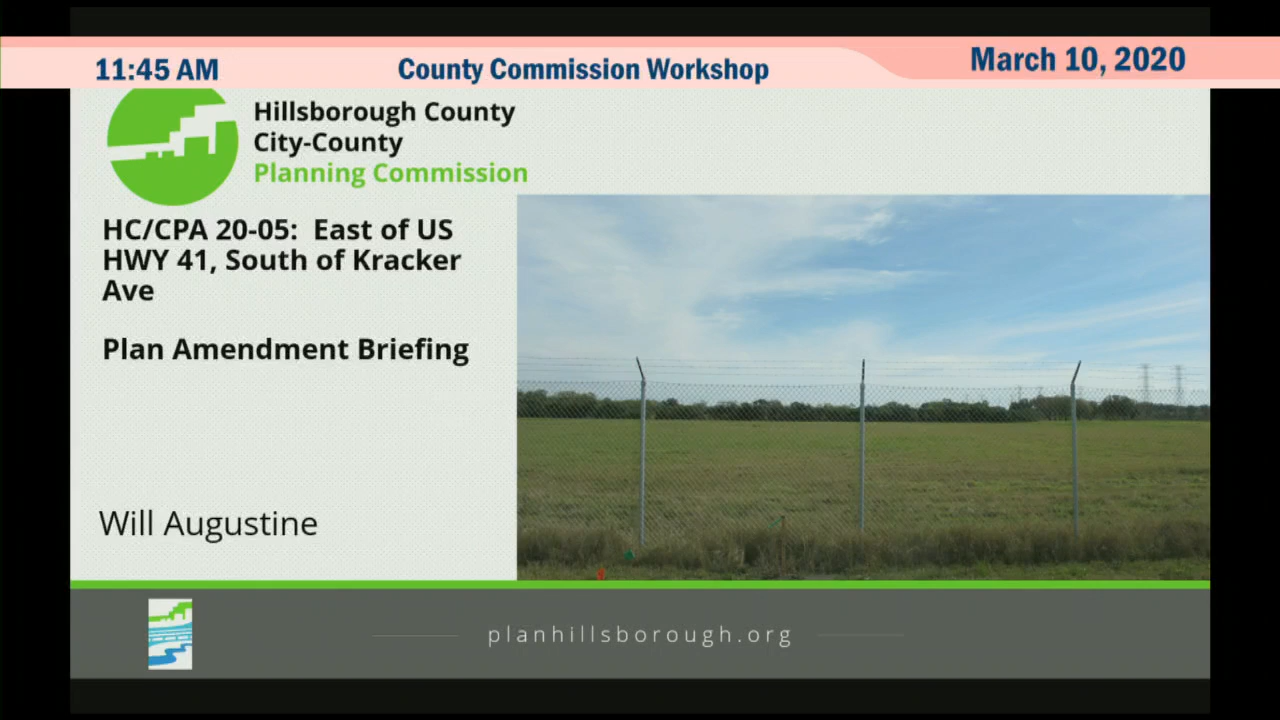 11:45 AM
County Commission Workshop
March 10, 2020
Hillsborough County
City-County
Planning Commission
HC/CPA 20-05:  East of US
HWY 41, South of Kracker
Ave
Plan Amendment Briefing
Will Augustine
planhillsborough.org